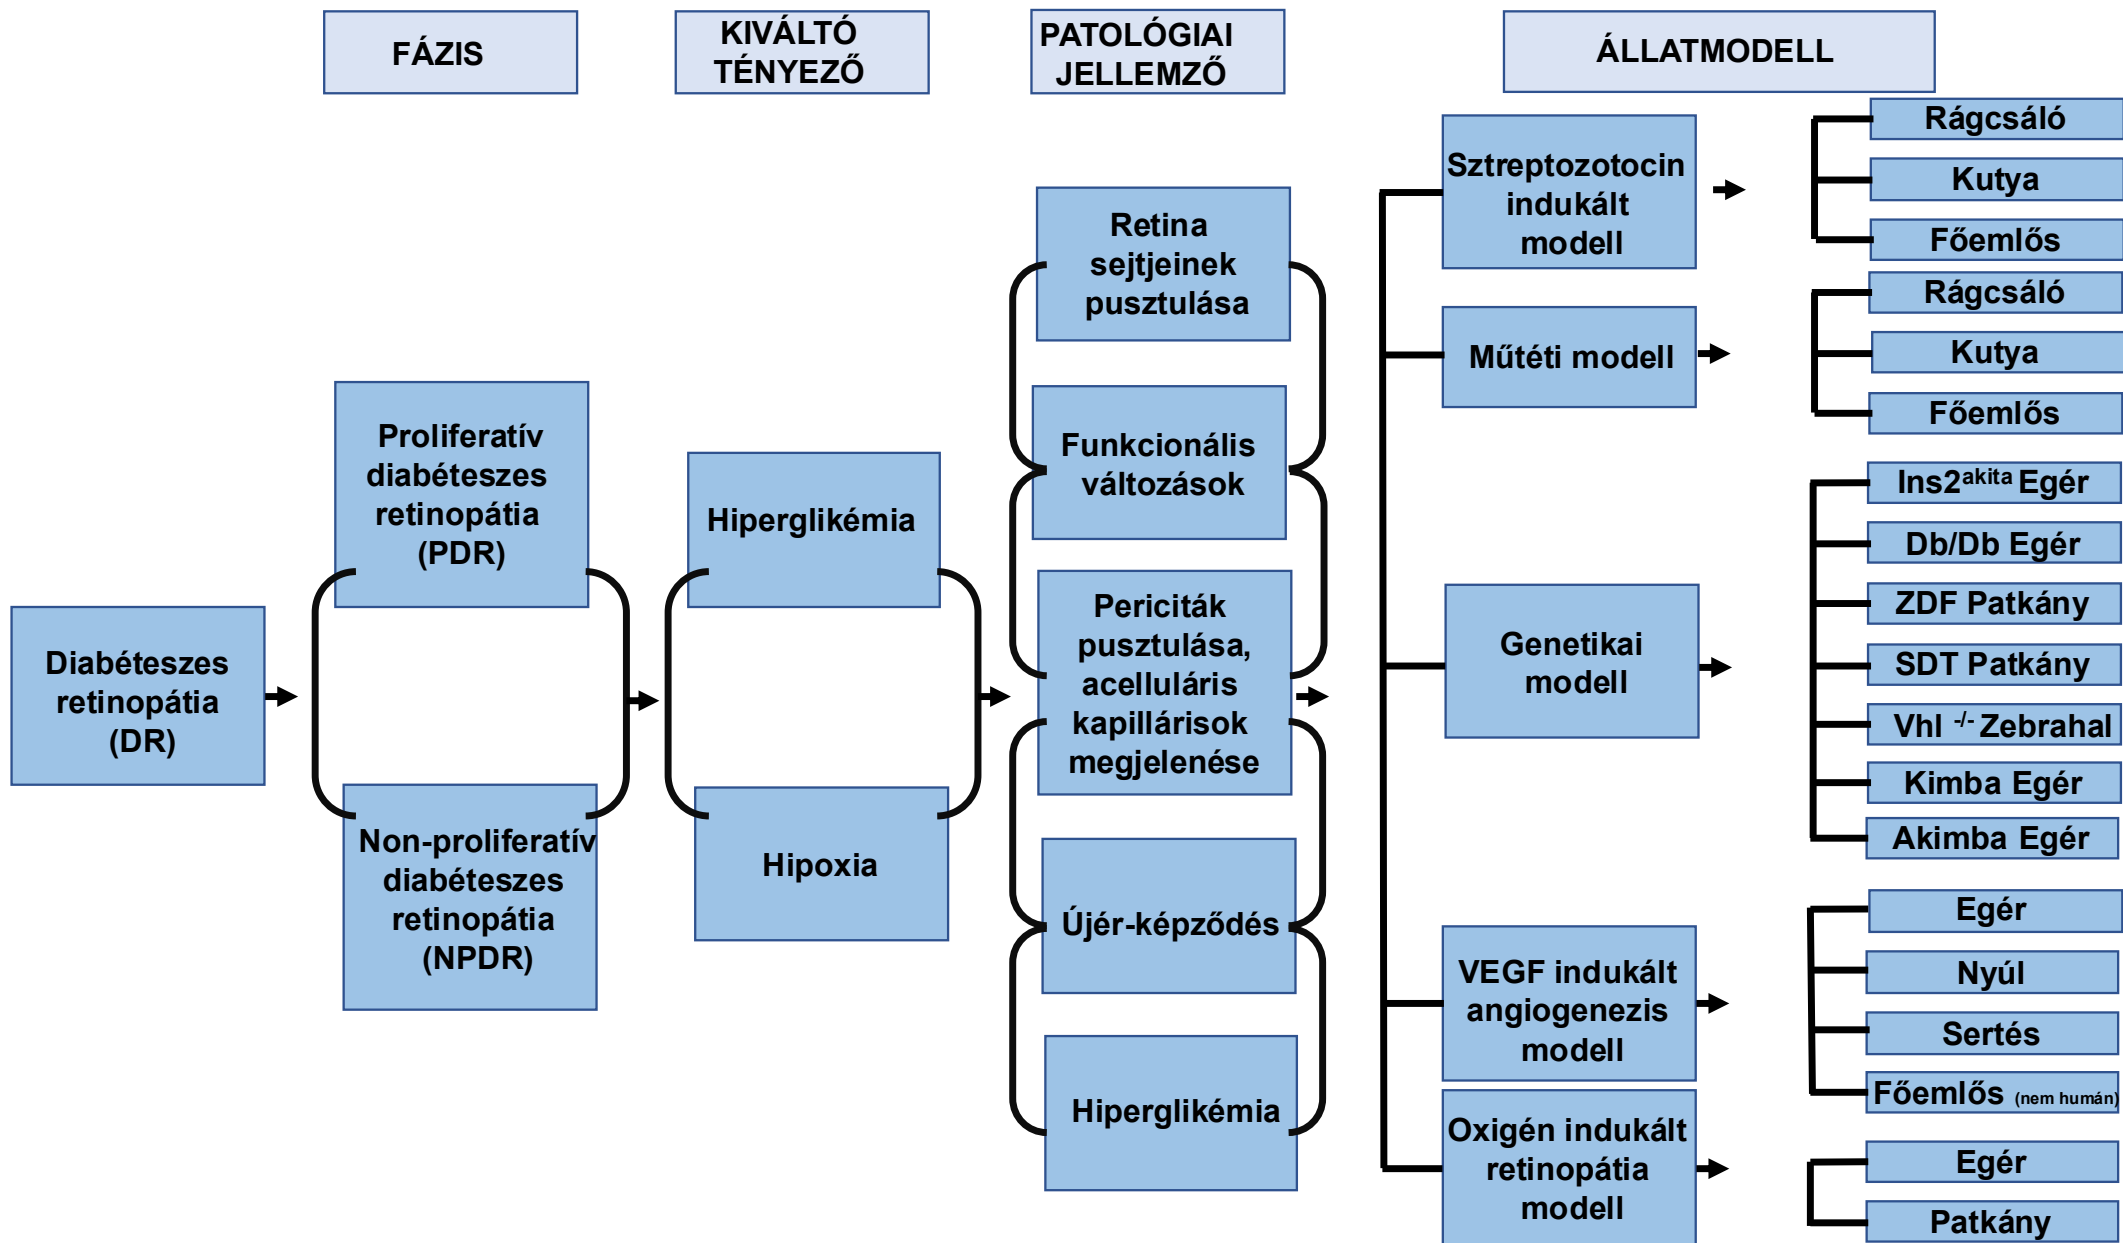 FÁZIS
KIVÁLTÓ
TÉNYEZŐ
PATOLÓGIAI
JELLEMZŐ
ÁLLATMODELL
Diabéteszes
retinopátia
(DR)
Proliferatív
diabéteszes
retinopátia
(PDR)
Non-proliferatív
diabéteszes
retinopátia
(NPDR)
Hiperglikémia
Hipoxia
Retina
sejtjeinek
pusztulása
Funkcionális
változások
Periciták
pusztulása,
acelluláris
kapillárisok
megjelenése
Újér-képződés
Hiperglikémia
Sztreptozotocin
indukált
modell
Rágcsáló
Kutya
Főemlős
Műtéti modell
Rágcsáló
Kutya
Főemlős
Genetikai
modell
Ins2akita Egér
Db/Db Egér
ZDF Patkány
SDT Patkány
Vhl -/- Zebrahal
Kimba Egér
Akimba Egér
VEGF indukált
angiogenezis
modell
Egér
Nyúl
Sertés
Főemlős (nem humán)
Oxigén indukált
retinopátia
modell
Egér
Patkány